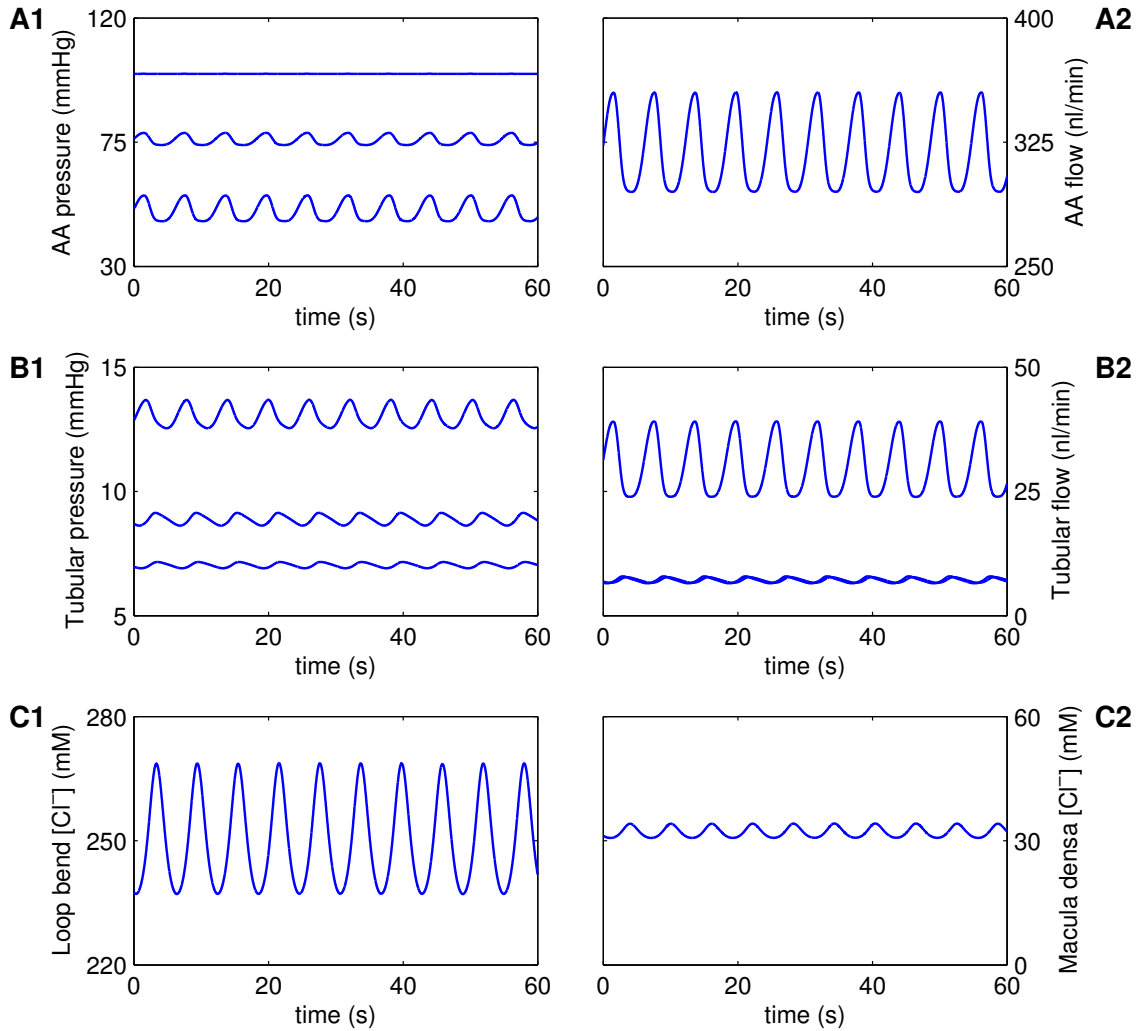 A1
AA pressure (mmHg)
120
75
30
0
20
40
60
time (s)
A2
AA flow (nl/min)
400
325
250
0
20
40
60
time (s)
B1
Tubular pressure (mmHg)
15
10
5
0
20
40
60
time (s)
B2
Tubular flow (nl/min)
50
25
0
0
20
40
60
time (s)
C1
Loop bend [Cl⁻] (mM)
280
250
220
0
20
40
60
time (s)
C2
Macula densa [Cl⁻] (mM)
60
30
0
0
20
40
60
time (s)